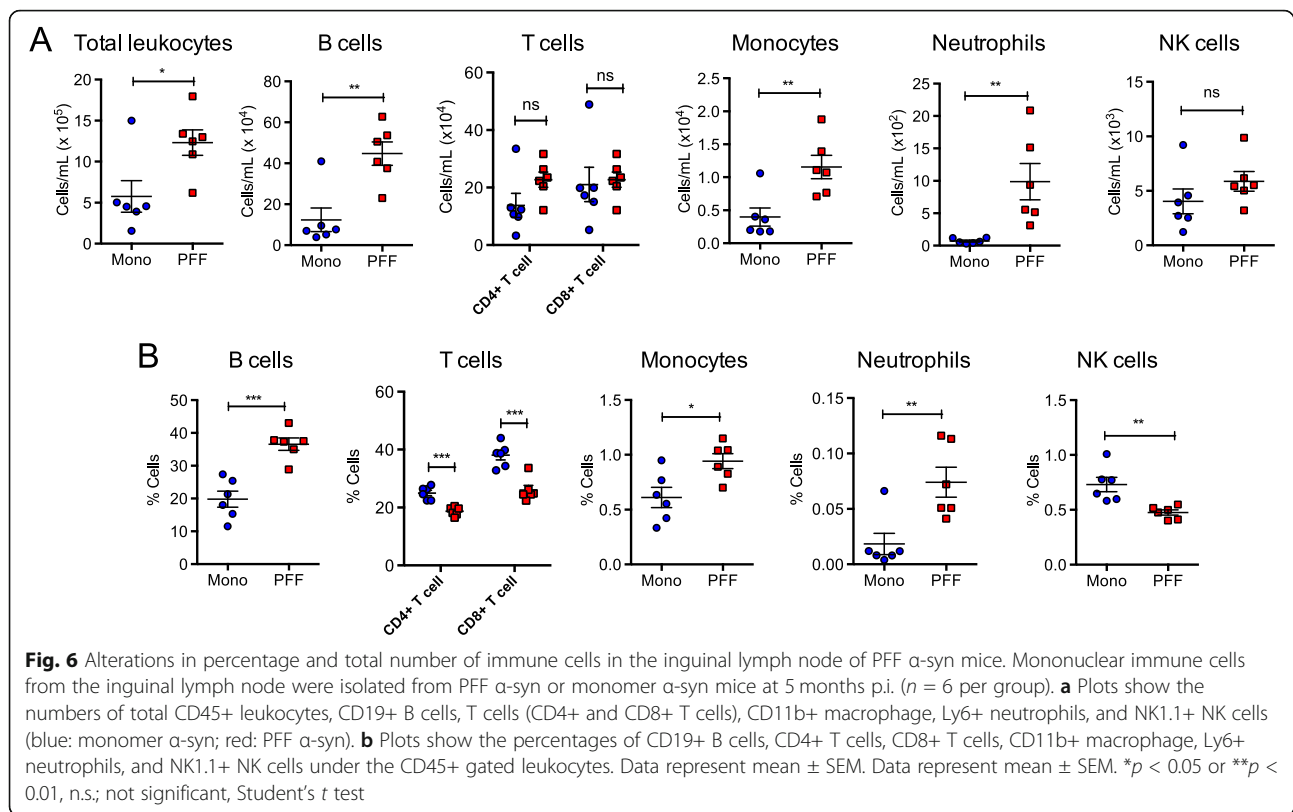 A
Total leukocytes
B cells
T cells
Monocytes
Neutrophils
NK cells
Cells/mL (x 10⁵)
20
15
10
5
0
*
Mono PFF
Cells/mL (x 10⁴)
80
60
40
20
0
**
Mono PFF
Cells/mL (x 10⁴)
60
40
20
0
ns
ns
CD4+ T cell
CD8+ T cell
Cells/mL (x 10⁴)
2.5
2.0
1.5
1.0
0.5
0.0
**
Mono PFF
Cells/mL (x 10²)
25
20
15
10
5
0
**
Mono PFF
Cells/mL (x 10³)
15
10
5
0
ns
Mono PFF
B
B cells
T cells
Monocytes
Neutrophils
NK cells
% Cells
50
40
30
20
10
0
***
Mono PFF
% Cells
60
40
20
0
***
***
CD4+ T cell
CD8+ T cell
% Cells
1.5
1.0
0.5
0.0
*
Mono PFF
% Cells
0.15
0.10
0.05
0.00
**
Mono PFF
% Cells
1.5
1.0
0.5
0.0
**
Mono PFF
Fig. 6 Alterations in percentage and total number of immune cells in the inguinal lymph node of PFF α-syn mice. Mononuclear immune cells
from the inguinal lymph node were isolated from PFF α-syn or monomer α-syn mice at 5 months p.i. (n = 6 per group). a Plots show the
numbers of total CD45+ leukocytes, CD19+ B cells, T cells (CD4+ and CD8+ T cells), CD11b+ macrophage, Ly6+ neutrophils, and NK1.1+ NK cells
(blue: monomer α-syn; red: PFF α-syn). b Plots show the percentages of CD19+ B cells, CD4+ T cells, CD8+ T cells, CD11b+ macrophage, Ly6+
neutrophils, and NK1.1+ NK cells under the CD45+ gated leukocytes. Data represent mean ± SEM. Data represent mean ± SEM. *p < 0.05 or **p <
0.01, n.s.; not significant, Student's t test